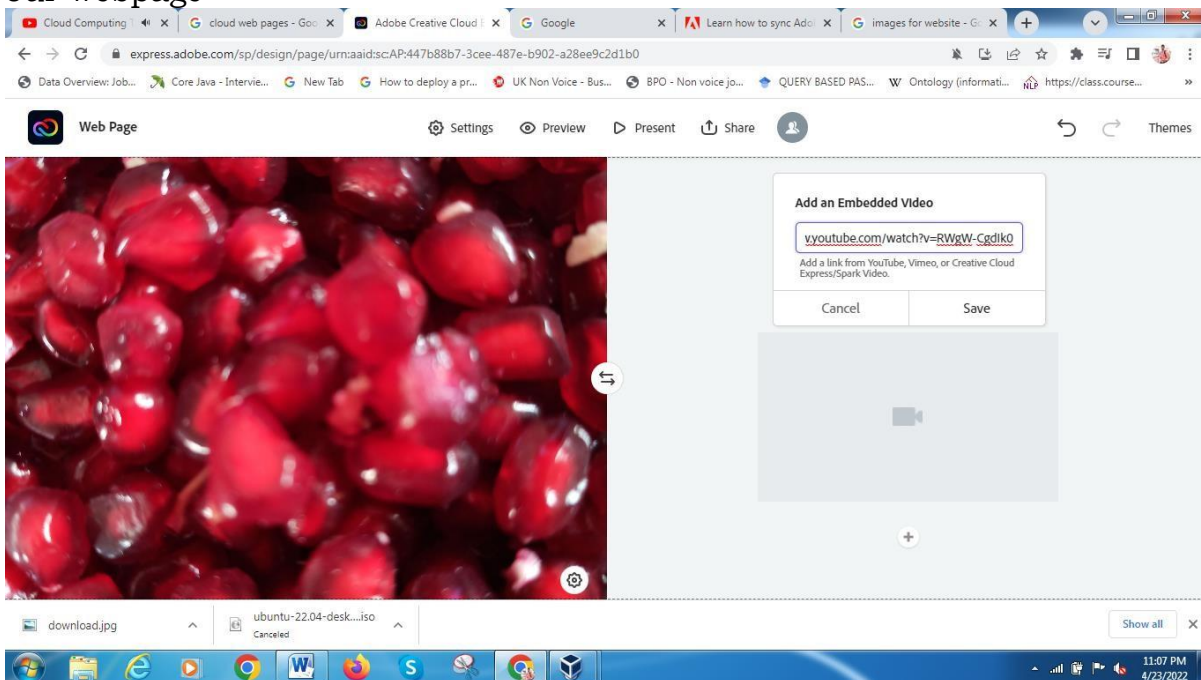 our webpage
Cloud Computing T
cloud web pages - Goo
Adobe Creative Cloud E
Google
Learn how to sync Adob
images for website - Go
express.adobe.com/sp/design/page/urn:aaid:sc:AP:447b88b7-3cee-487e-b902-a28ee9c2d1b0
Data Overview: Job... Core Java - Intervie... New Tab How to deploy a pr... UK Non Voice - Bus... BPO - Non voice jo... QUERY BASED PAS... Ontology (informati... https://class.course... »
Web Page Settings Preview Present Share Themes
Add an Embedded VIdeo
v.youtube.com/watch?v=RWgW-CgdIk0
Add a link from YouTube, Vimeo, or Creative Cloud
Express/Spark Video.
Cancel Save
download.jpg
ubuntu-22.04-desk....iso
Canceled
Show all
11:07 PM
4/23/2022